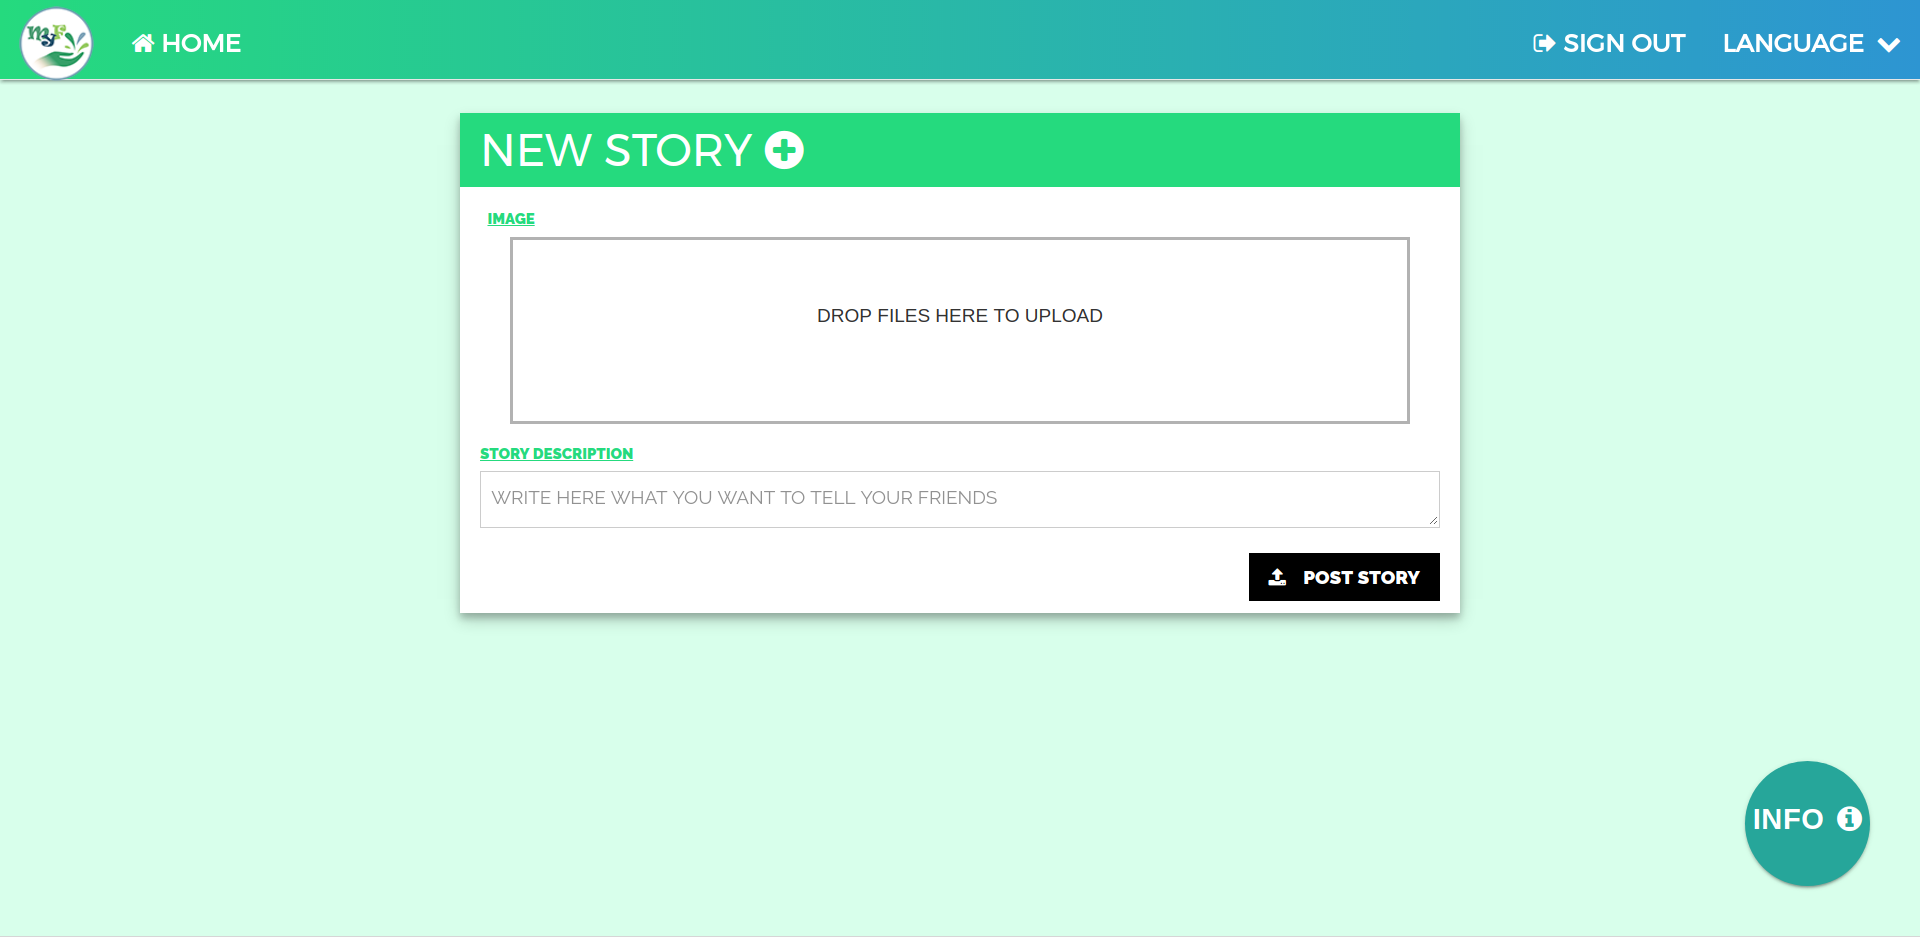 myF
HOME
SIGN OUT
LANGUAGE
NEW STORY
IMAGE
DROP FILES HERE TO UPLOAD
STORY DESCRIPTION
WRITE HERE WHAT YOU WANT TO TELL YOUR FRIENDS
POST STORY
INFO